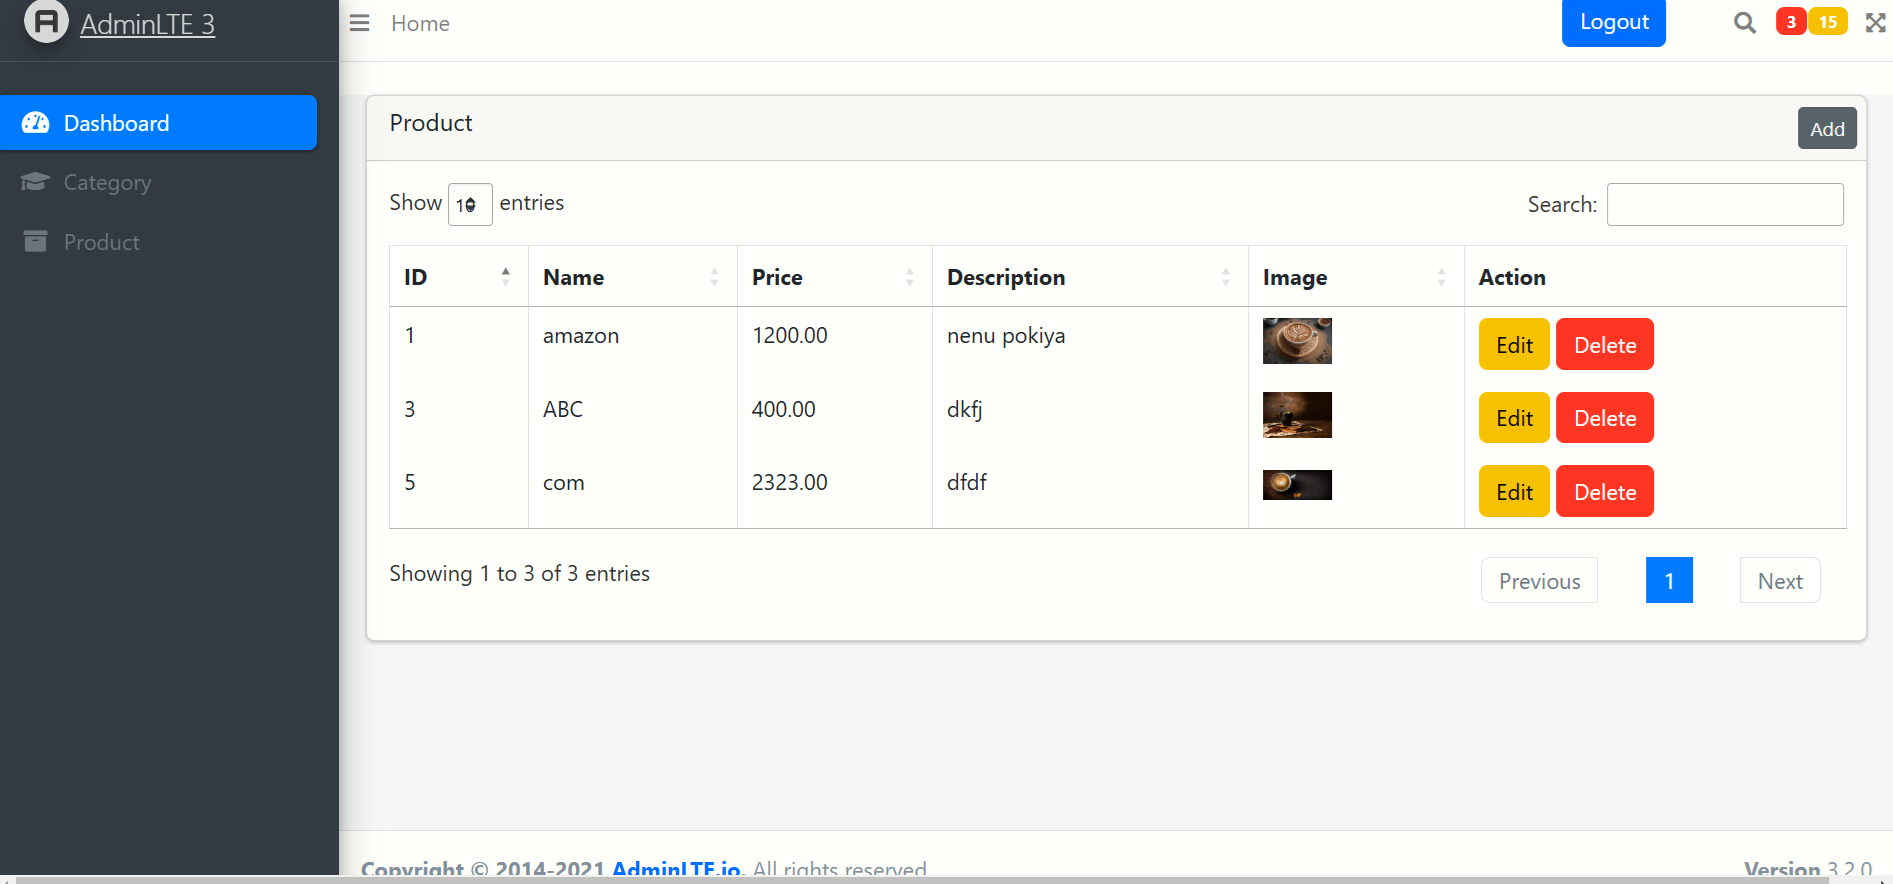 AdminLTE 3
Home
Logout
3
15
Dashboard
Category
Product
Product
Add
Show 10 entries
Search:
ID Name Price Description Image Action
1 amazon 1200.00 nenu pokiya Edit Delete
3 ABC 400.00 dkfj Edit Delete
5 com 2323.00 dfdf Edit Delete
Showing 1 to 3 of 3 entries
Previous 1 Next
Copyright © 2014-2021 AdminLTE.io. All rights reserved.
Version 3.2.0